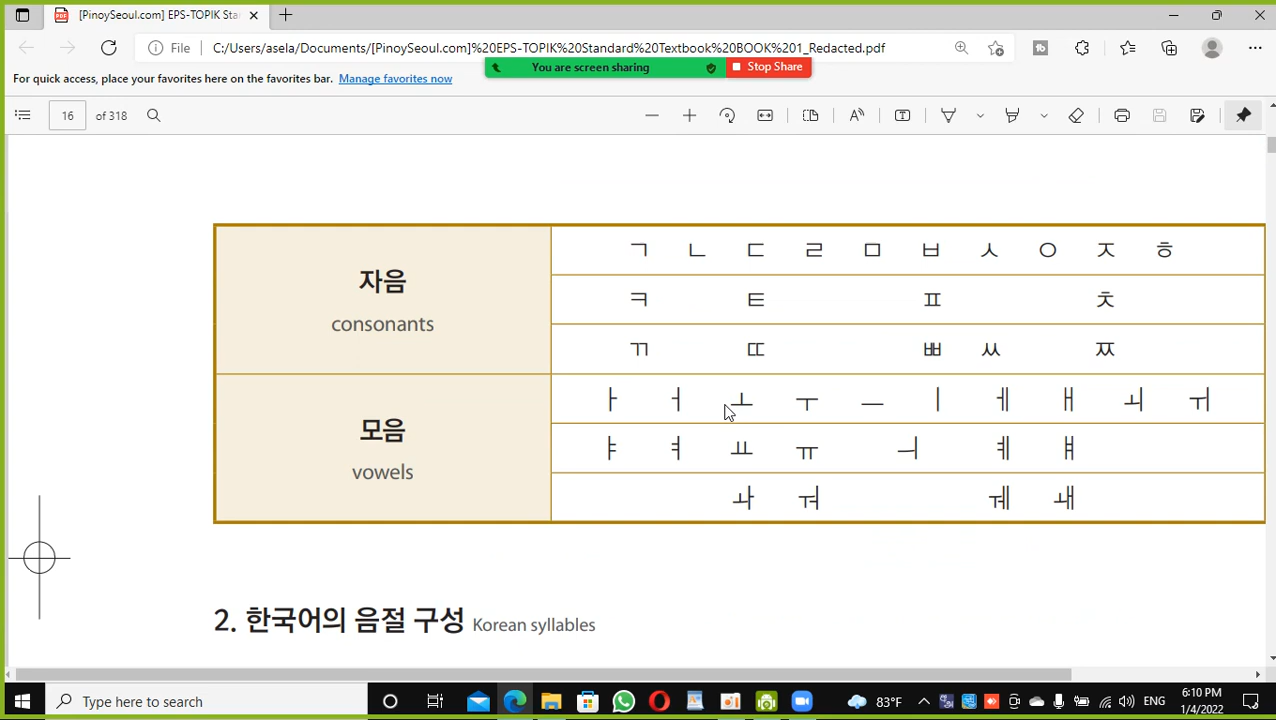 [PinoySeoul.com] EPS-TOPIK Sta
File C:/Users/asela/Documents/[PinoySeoul.com]%20EPS-TOPIK%20Standard%20Textbook%20BOOK%201_Redacted.pdf
For quick access, place your favorites here on the favorites bar. Manage favorites now
You are screen sharing Stop Share
16 of 318
자음
consonants
ㄱ ㄴ ㄷ ㄹ ㅁ ㅂ ㅅ ㅇ ㅈ ㅎ
ㅋ ㅌ ㅍ ㅊ
ㄲ ㄸ ㅃ ㅆ ㅉ
모음
vowels
ㅏ ㅓ ㅗ ㅜ ㅡ ㅣ ㅔ ㅐ ㅚ ㅟ
ㅑ ㅕ ㅛ ㅠ ㅢ ㅖ ㅒ
ㅘ ㅝ ㅞ ㅙ
2. 한국어의 음절 구성 Korean syllables
Type here to search
83°F
ENG
6:10 PM
1/4/2022